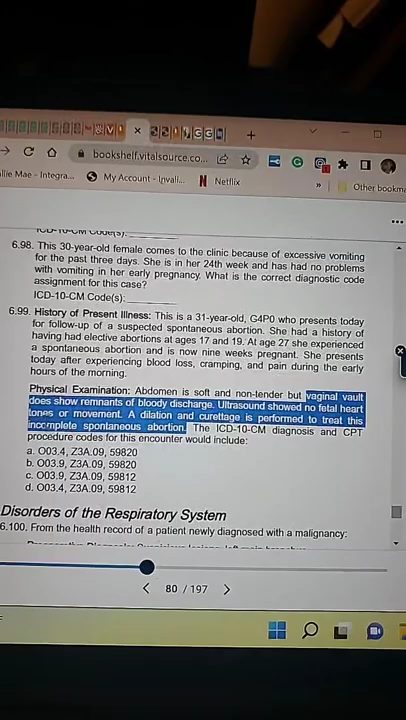 bookshelf.vitalsource.co...
llie Mae - Integra...
My Account - Invali...
Netflix
»
Other bookma
ICD-10-CM Code(s):
6.98. This 30-year-old female comes to the clinic because of excessive vomiting
for the past three days. She is in her 24th week and has had no problems
with vomiting in her early pregnancy. What is the correct diagnostic code
assignment for this case?
ICD-10-CM Code(s):
6.99. History of Present Illness: This is a 31-year-old, G4P0 who presents today
for follow-up of a suspected spontaneous abortion. She had a history of
having had elective abortions at ages 17 and 19. At age 27 she experienced
a spontaneous abortion and is now nine weeks pregnant. She presents
today after experiencing blood loss, cramping, and pain during the early
hours of the morning.
Physical Examination: Abdomen is soft and non-tender but vaginal vault
does show remnants of bloody discharge. Ultrasound showed no fetal heart
tones or movement. A dilation and curettage is performed to treat this
incomplete spontaneous abortion. The ICD-10-CM diagnosis and CPT
procedure codes for this encounter would include:
a. O03.4, Z3A.09, 59820
b. O03.9, Z3A.09, 59820
c. O03.9, Z3A.09, 59812
d. O03.4, Z3A.09, 59812
Disorders of the Respiratory System
6.100. From the health record of a patient newly diagnosed with a malignancy:
80 / 197